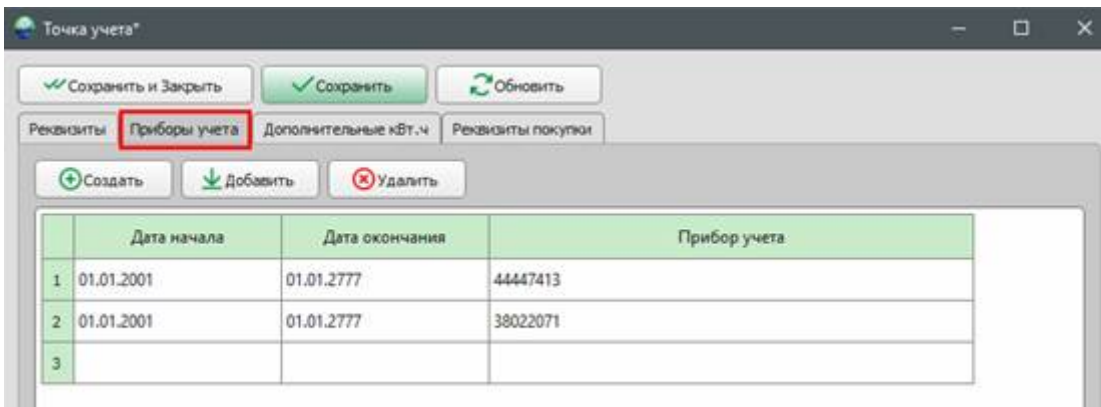 Точка учета*
Сохранить и Закрыть Сохранить Обновить
Реквизиты Приборы учета Дополнительные кВт.ч Реквизиты покупки
Создать Добавить Удалить
Дата начала Дата окончания Прибор учета
1 01.01.2001 01.01.2777 44447413
2 01.01.2001 01.01.2777 38022071
3